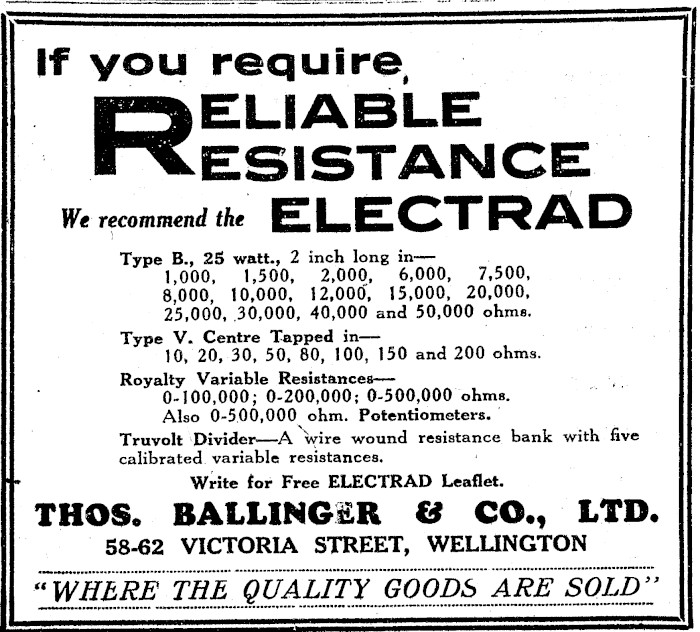 If you require,
RELIABLE
RESISTANCE
We recommend the ELECTRAD
Type B., 25 watt., 2 inch long in—
1,000, 1,500, 2,000, 6,000, 7,500,
8,000, 10,000, 12,000, 15,000, 20,000,
25,000, 30,000, 40,000 and 50,000 ohms.
Type V. Centre Tapped in—
10, 20, 30, 50, 80, 100, 150 and 200 ohms.
Royalty Variable Resistances—
0-100,000; 0-200,000; 0-500,000 ohms.
Also 0-500,000 ohm. Potentiometers.
Truvolt Divider—A wire wound resistance bank with five
calibrated variable resistances.
Write for Free ELECTRAD Leaflet.
THOS. BALLINGER & CO., LTD.
58-62 VICTORIA STREET, WELLINGTON
"WHERE THE QUALITY GOODS ARE SOLD"